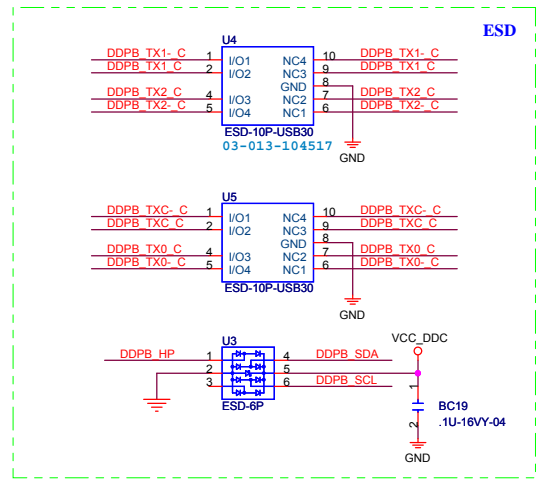 ESD
U4
DDPB_TX1-_C 1 I/O1 NC4 10 DDPB_TX1-_C
DDPB_TX1_C 2 I/O2 NC3 9 DDPB_TX1_C
GND 8
DDPB_TX2_C 4 I/O3 NC2 7 DDPB_TX2_C
DDPB_TX2-_C 5 I/O4 NC1 6 DDPB_TX2-_C
ESD-10P-USB30
03-013-104517
GND
U5
DDPB_TXC-_C 1 I/O1 NC4 10 DDPB_TXC-_C
DDPB_TXC_C 2 I/O2 NC3 9 DDPB_TXC_C
GND 8
DDPB_TX0_C 4 I/O3 NC2 7 DDPB_TX0_C
DDPB_TX0-_C 5 I/O4 NC1 6 DDPB_TX0-_C
ESD-10P-USB30
GND
U3
VCC_DDC
DDPB_HP 1 4 DDPB_SDA
2 5
3 6 DDPB_SCL
ESD-6P
1
BC19
.1U-16VY-04
2
GND